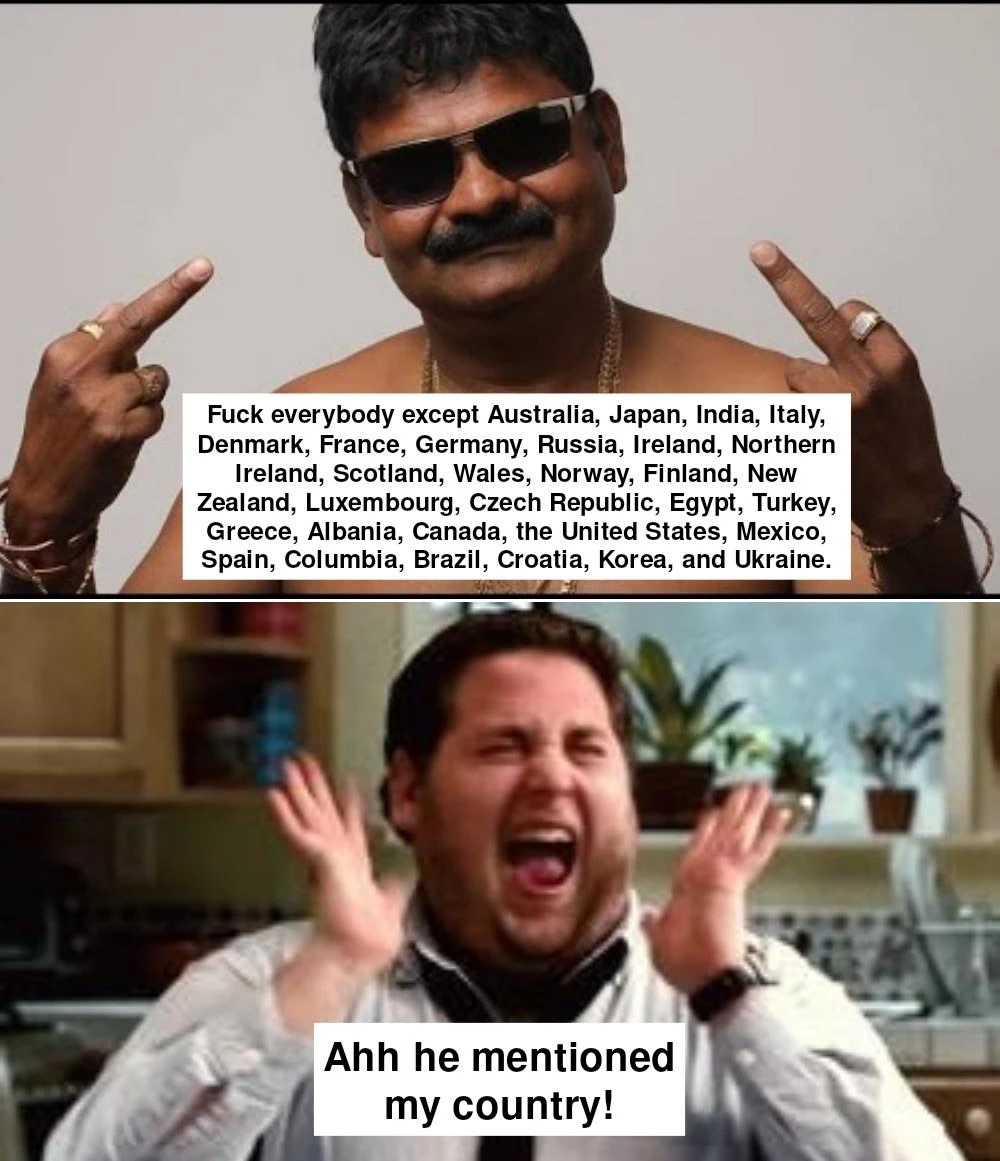 Fuck everybody except Australia, Japan, India, Italy,
Denmark, France, Germany, Russia, Ireland, Northern
Ireland, Scotland, Wales, Norway, Finland, New
Zealand, Luxembourg, Czech Republic, Egypt, Turkey,
Greece, Albania, Canada, the United States, Mexico,
Spain, Columbia, Brazil, Croatia, Korea, and Ukraine.
Ahh he mentioned
my country!